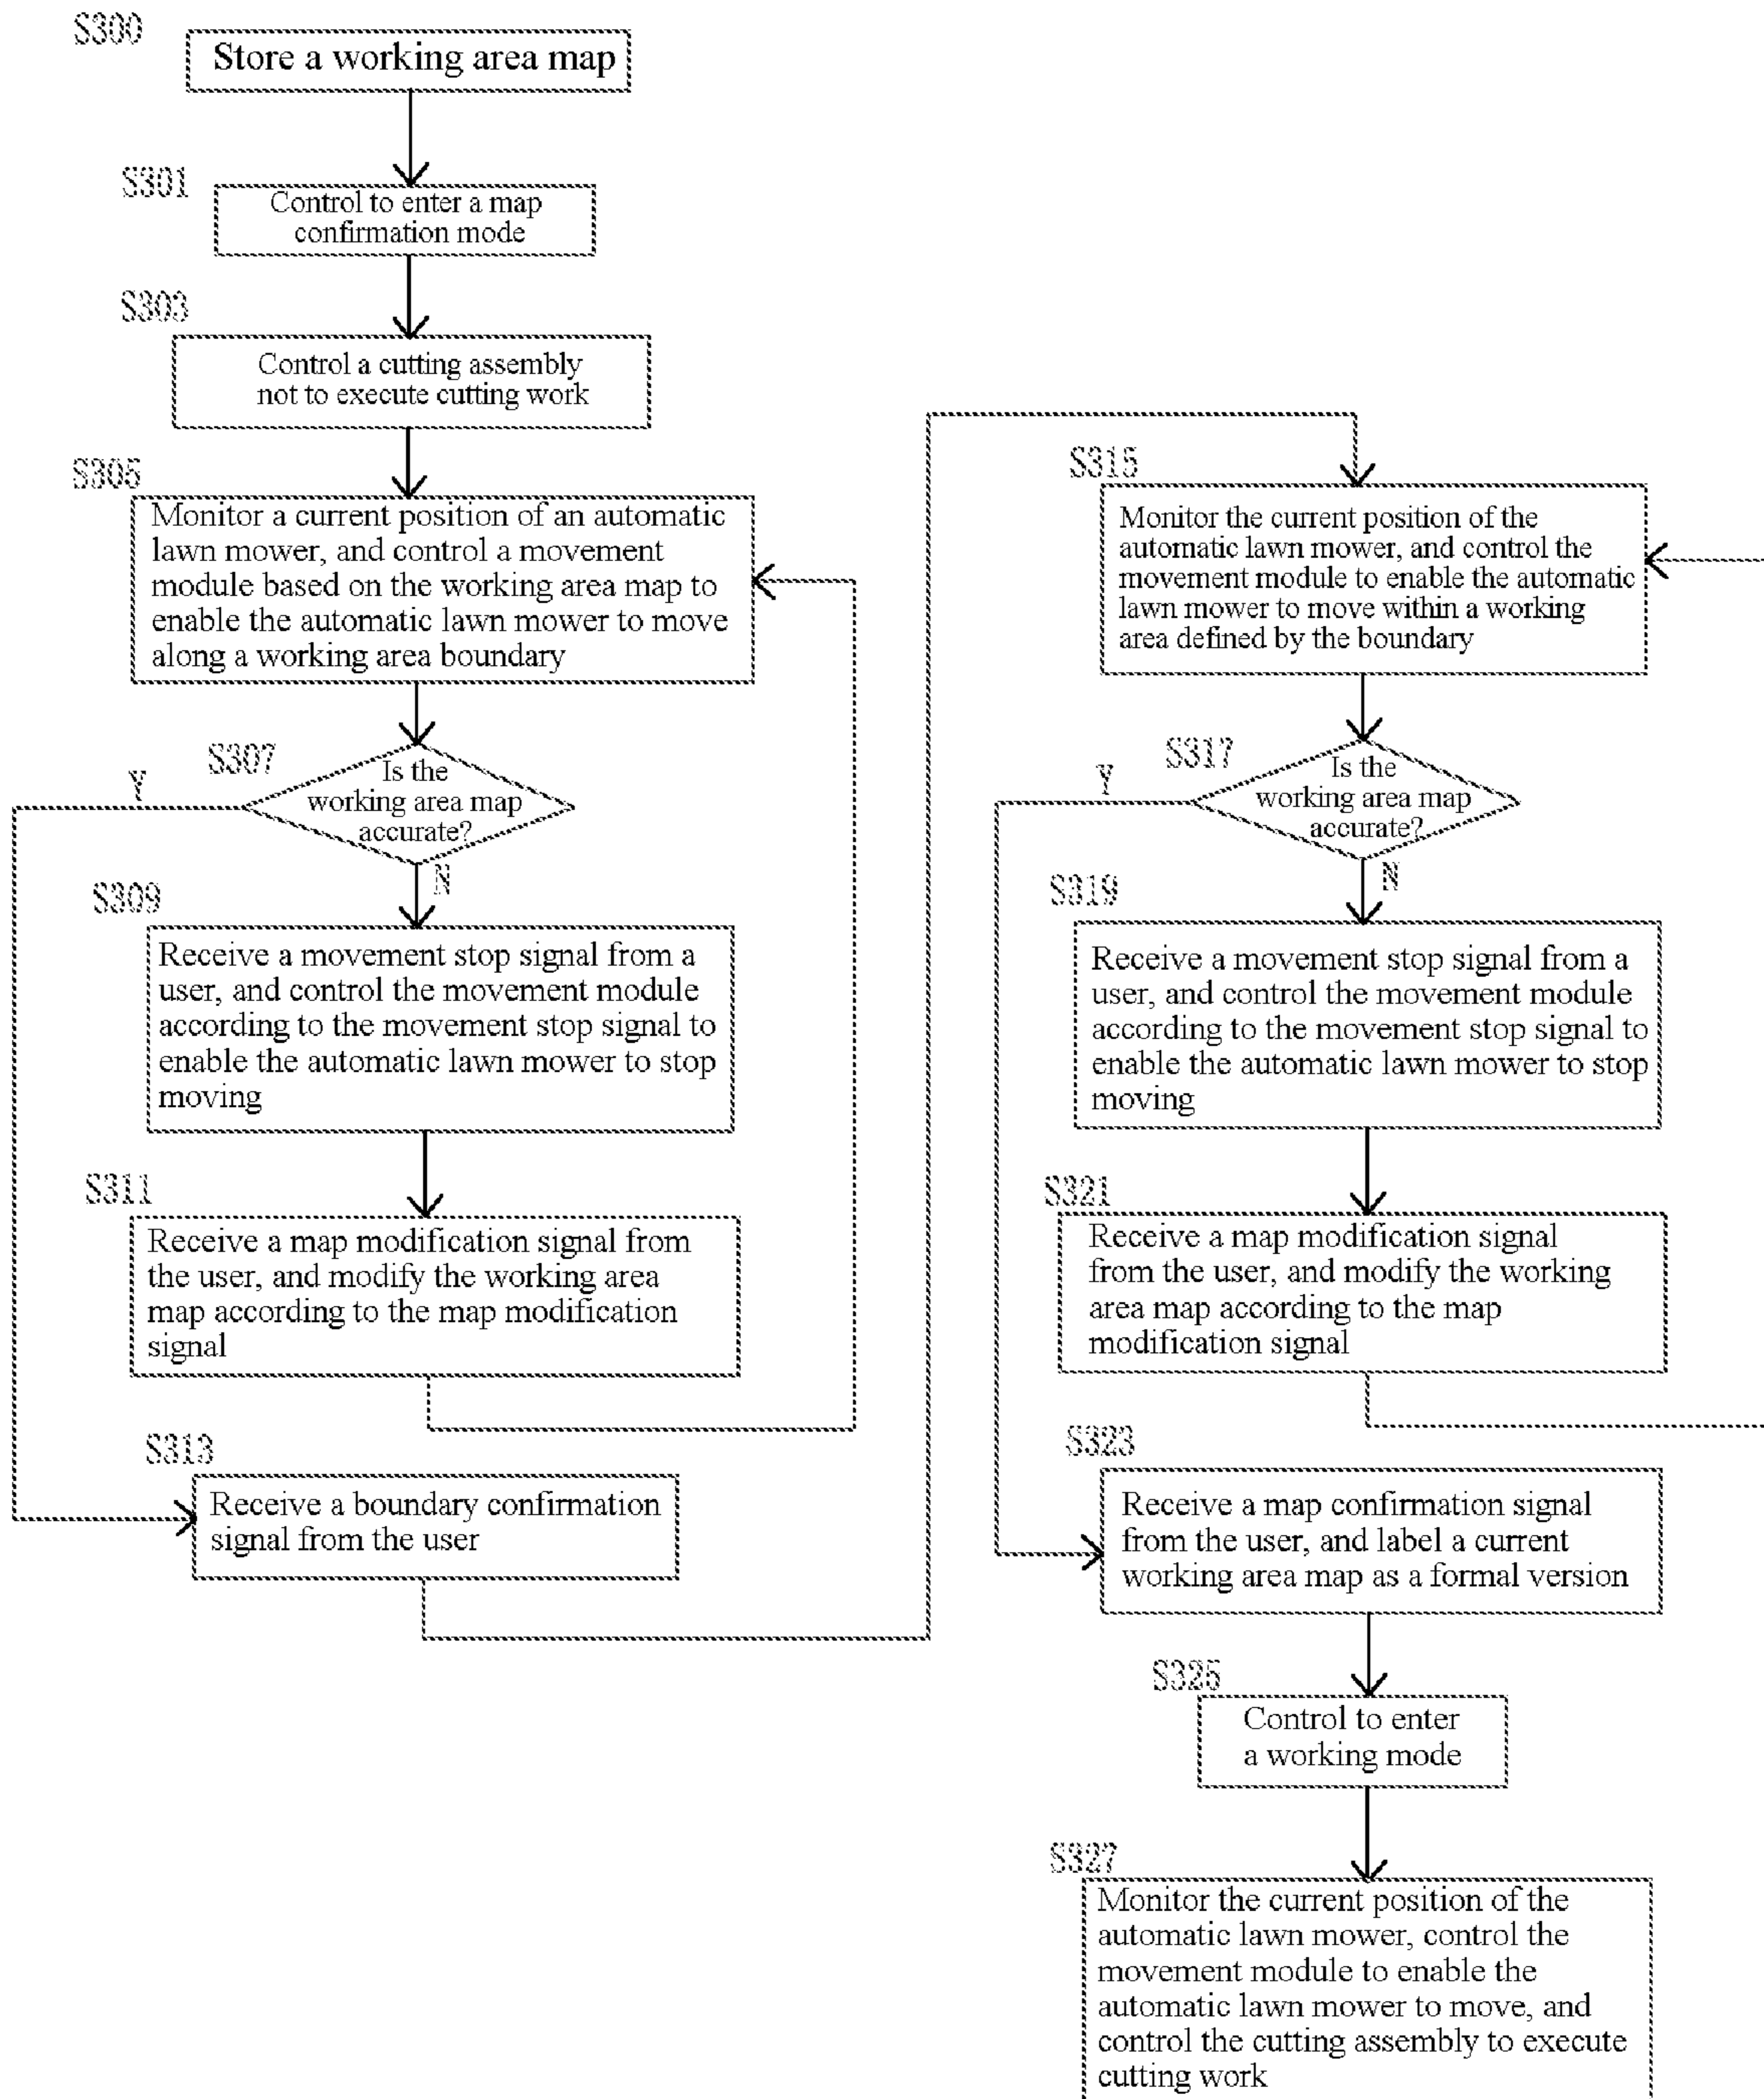 S300
Store a working area map
S301
Control to enter a map
confirmation mode
S303
Control a cutting assembly
not to execute cutting work
S305
Monitor a current position of an automatic
lawn mower, and control a movement
module based on the working area map to
enable the automatic lawn mower to move
along a working area boundary
S307
Y
Is the
working area map
accurate?
N
S309
Receive a movement stop signal from a
user, and control the movement module
according to the movement stop signal to
enable the automatic lawn mower to stop
moving
S311
Receive a map modification signal from
the user, and modify the working area
map according to the map modification
signal
S313
Receive a boundary confirmation
signal from the user
S315
Monitor the current position of the
automatic lawn mower, and control the
movement module to enable the automatic
lawn mower to move within a working
area defined by the boundary
S317
Y
Is the
working area map
accurate?
N
S319
Receive a movement stop signal from a
user, and control the movement module
according to the movement stop signal to
enable the automatic lawn mower to stop
moving
S321
Receive a map modification signal
from the user, and modify the working
area map according to the map
modification signal
S323
Receive a map confirmation signal
from the user, and label a current
working area map as a formal version
S325
Control to enter
a working mode
S327
Monitor the current position of the
automatic lawn mower, control the
movement module to enable the
automatic lawn mower to move, and
control the cutting assembly to execute
cutting work